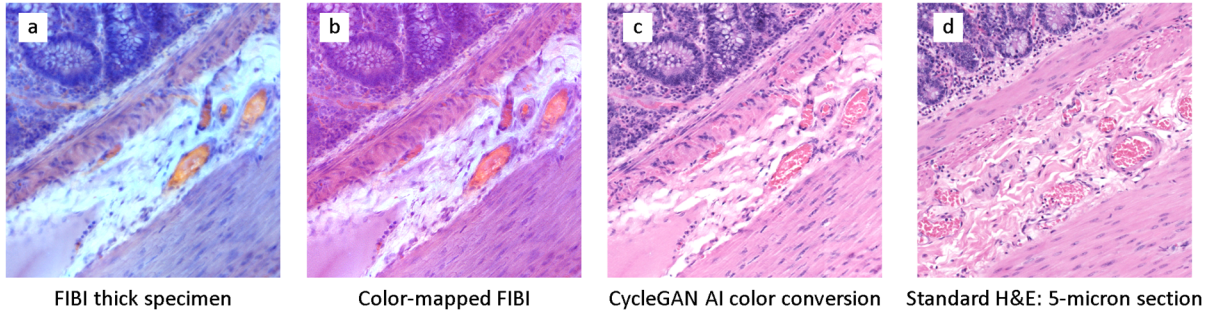 a
b
c
d
FIBI thick specimen
Color-mapped FIBI
CycleGAN AI color conversion
Standard H&E: 5-micron section